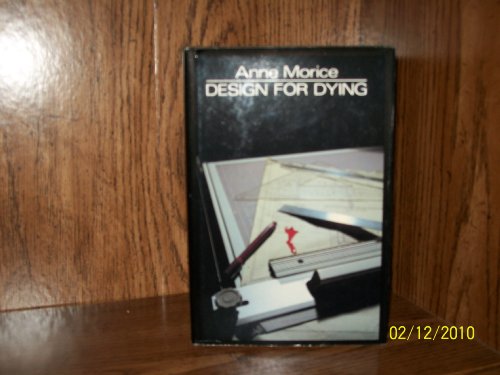 Anne Morice
DESIGN FOR DYING
02/12/2010